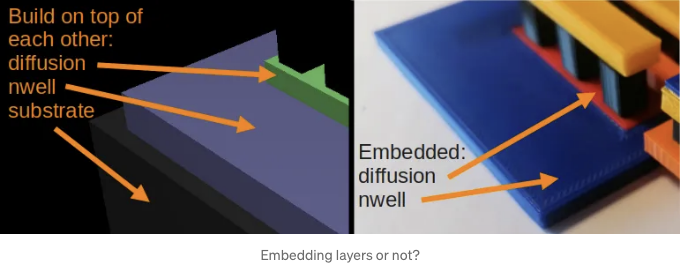 Build on top of
each other:
diffusion
nwell
substrate
Embedded:
diffusion
nwell
Embedding layers or not?